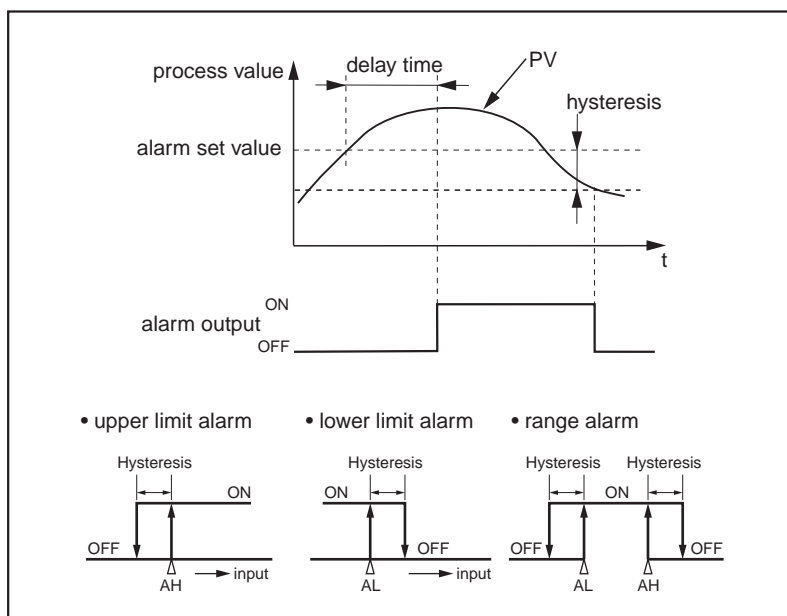 process value
delay time
PV
hysteresis
alarm set value
t
alarm output
ON
OFF
• upper limit alarm
Hysteresis
ON
OFF
AH
input
• lower limit alarm
Hysteresis
ON
OFF
AL
input
• range alarm
Hysteresis
Hysteresis
ON
OFF
OFF
AL
AH